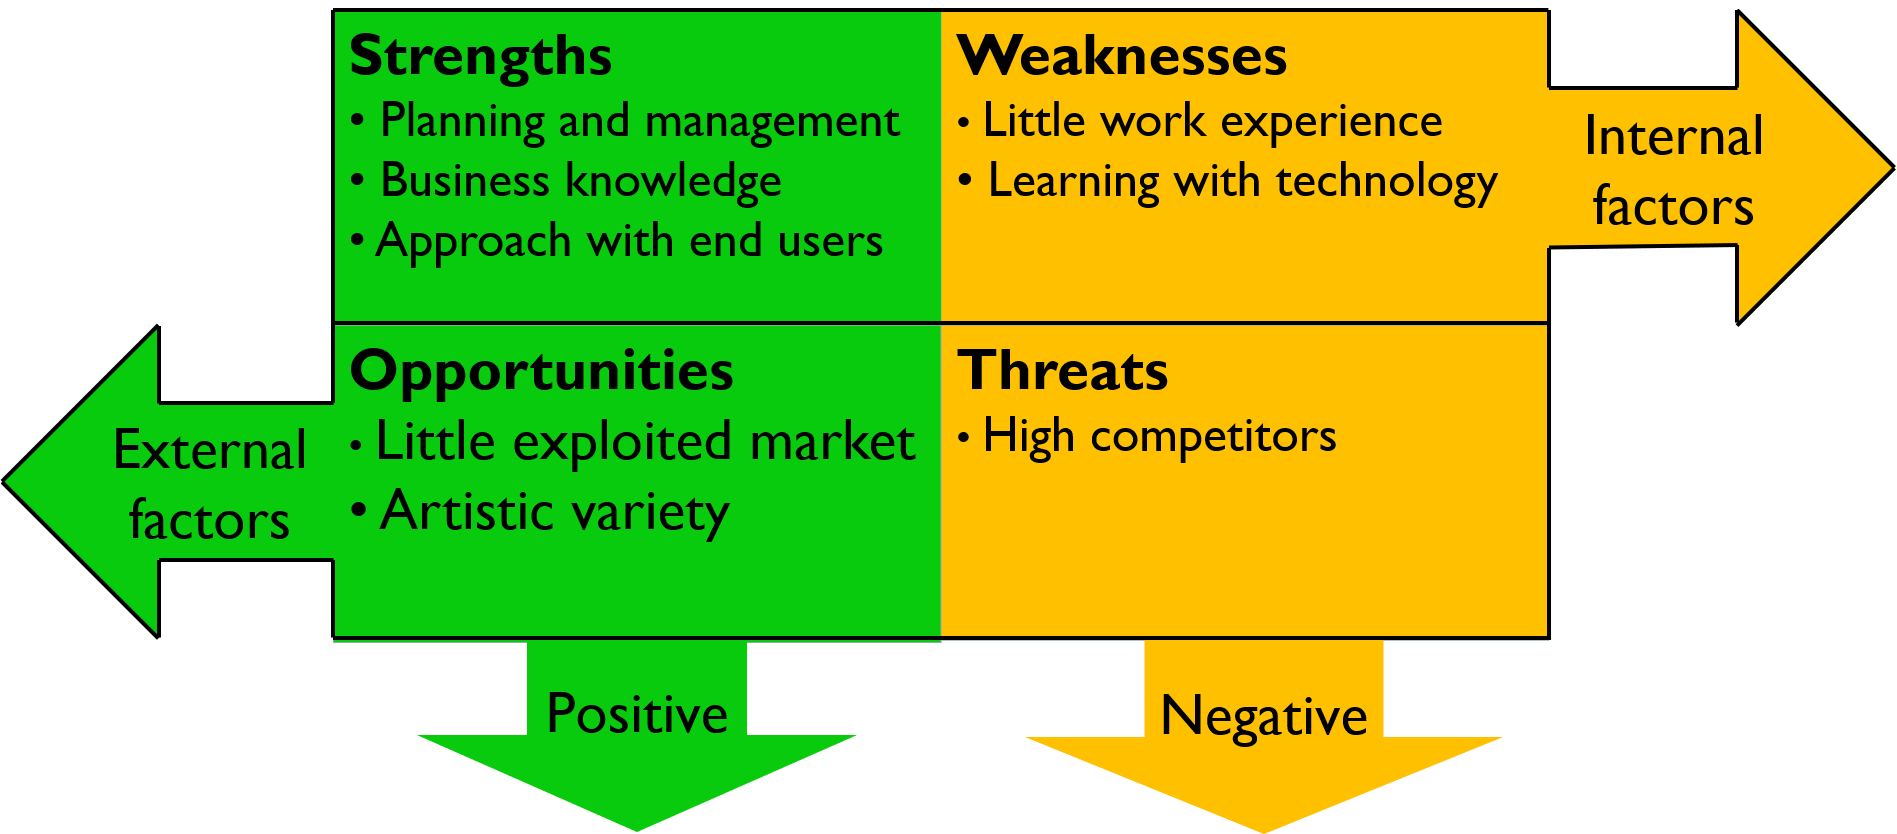 Strengths
• Planning and management
• Business knowledge
• Approach with end users
Weaknesses
• Little work experience
• Learning with technology
Internal
factors
External
factors
Opportunities
• Little exploited market
• Artistic variety
Threats
• High competitors
Positive
Negative